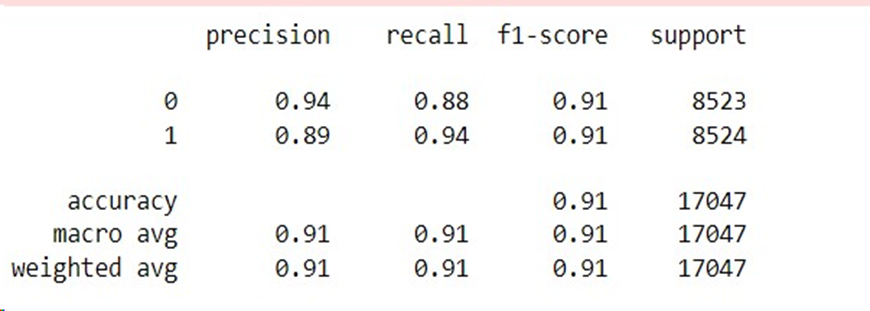 precision recall f1-score support
0 0.94 0.88 0.91 8523
1 0.89 0.94 0.91 8524
accuracy 0.91 17047
macro avg 0.91 0.91 0.91 17047
weighted avg 0.91 0.91 0.91 17047